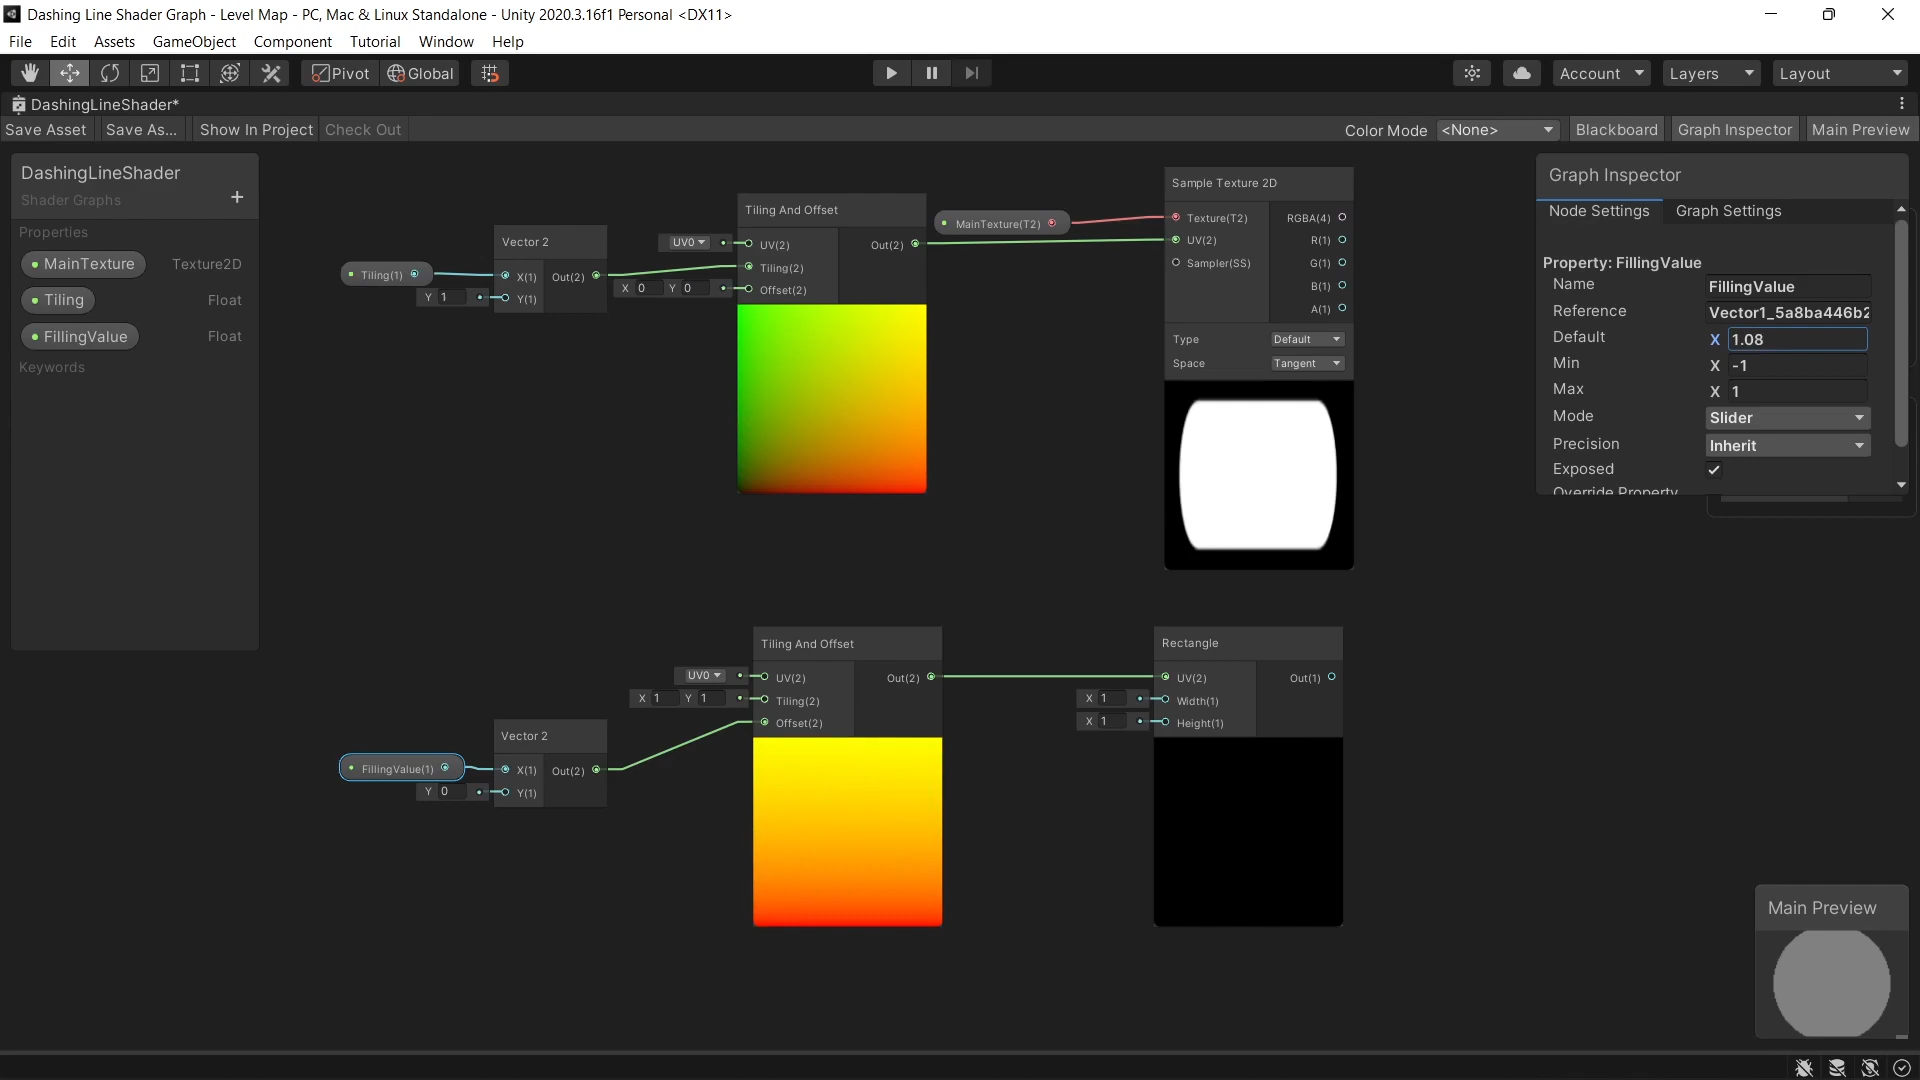 Dashing Line Shader Graph - Level Map - PC, Mac & Linux Standalone - Unity 2020.3.16f1 Personal <DX11>
File Edit Assets GameObject Component Tutorial Window Help
Pivot Global Account Layers Layout
DashingLineShader*
Save Asset Save As... Show In Project Check Out Color Mode <None> Blackboard Graph Inspector Main Preview
DashingLineShader
Shader Graphs +
Properties
MainTexture Texture2D
Tiling Float
FillingValue Float
Keywords
Tiling(1)
Y 1
Vector 2
X(1) Out(2)
Y(1)
UV0
X 0 Y 0
Tiling And Offset
UV(2) Out(2)
Tiling(2)
Offset(2)
MainTexture(T2)
Sample Texture 2D
Texture(T2) RGBA(4)
UV(2) R(1)
Sampler(SS) G(1)
B(1)
A(1)
Type Default
Space Tangent
FillingValue(1)
Y 0
Vector 2
X(1) Out(2)
Y(1)
UV0
X 1 Y 1
Tiling And Offset
UV(2) Out(2)
Tiling(2)
Offset(2)
X 1
X 1
Rectangle
UV(2) Out(1)
Width(1)
Height(1)
Graph Inspector
Node Settings Graph Settings
Property: FillingValue
Name FillingValue
Reference Vector1_5a8ba446b2
Default X 1.08
Min X -1
Max X 1
Mode Slider
Precision Inherit
Exposed
Override Property
Main Preview